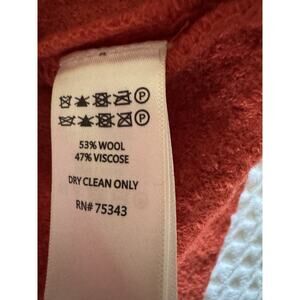 53% WOOL
47% VISCOSE
DRY CLEAN ONLY
RN# 75343